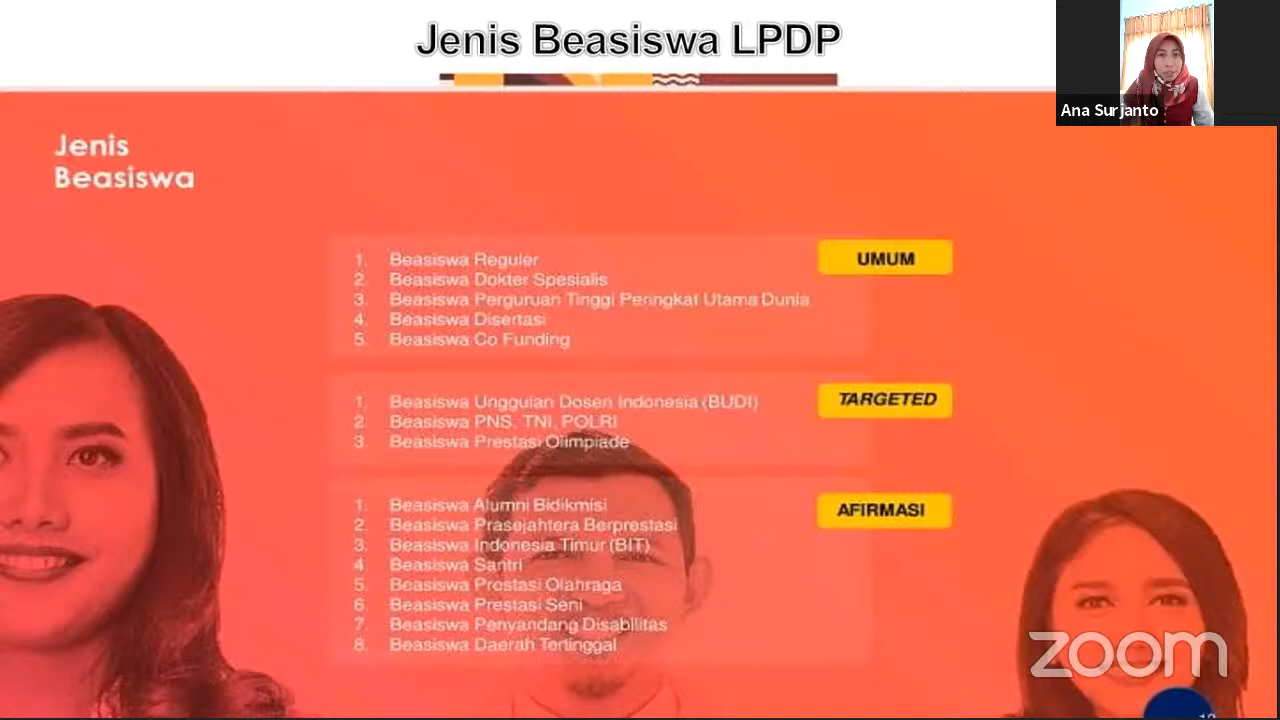 Jenis Beasiswa LPDP
Ana Surjanto
Jenis
Beasiswa
1. Beasiswa Reguler
2. Beasiswa Dokter Spesialis
3. Beasiswa Perguruan Tinggi Peringkat Utama Dunia
4. Beasiswa Disertasi
5. Beasiswa Co Funding
UMUM
1. Beasiswa Unggulan Dosen Indonesia (BUDI)
2. Beasiswa PNS, TNI, POLRI
3. Beasiswa Prestasi Olimpiade
TARGETED
1. Beasiswa Alumni Bidikmisi
2. Beasiswa Prasejahtera Berprestasi
3. Beasiswa Indonesia Timur (BIT)
4. Beasiswa Santri
5. Beasiswa Prestasi Olahraga
6. Beasiswa Prestasi Seni
7. Beasiswa Penyandang Disabilitas
8. Beasiswa Daerah Tertinggal
AFIRMASI
zoom